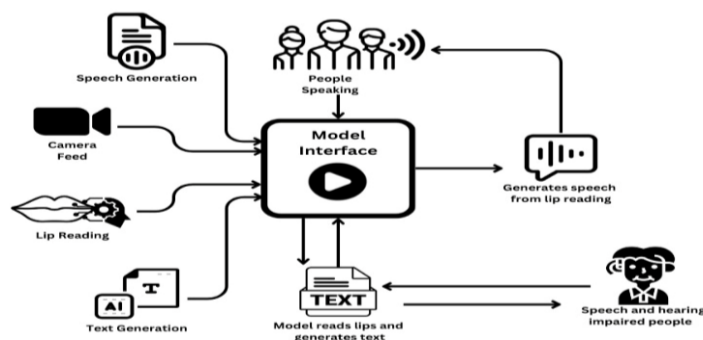 Speech Generation
People
Speaking
Camera
Feed
Model
Interface
Generates speech
from lip reading
Lip Reading
T
AI
Text Generation
TEXT
Model reads lips and
generates text
Speech and hearing
impaired people